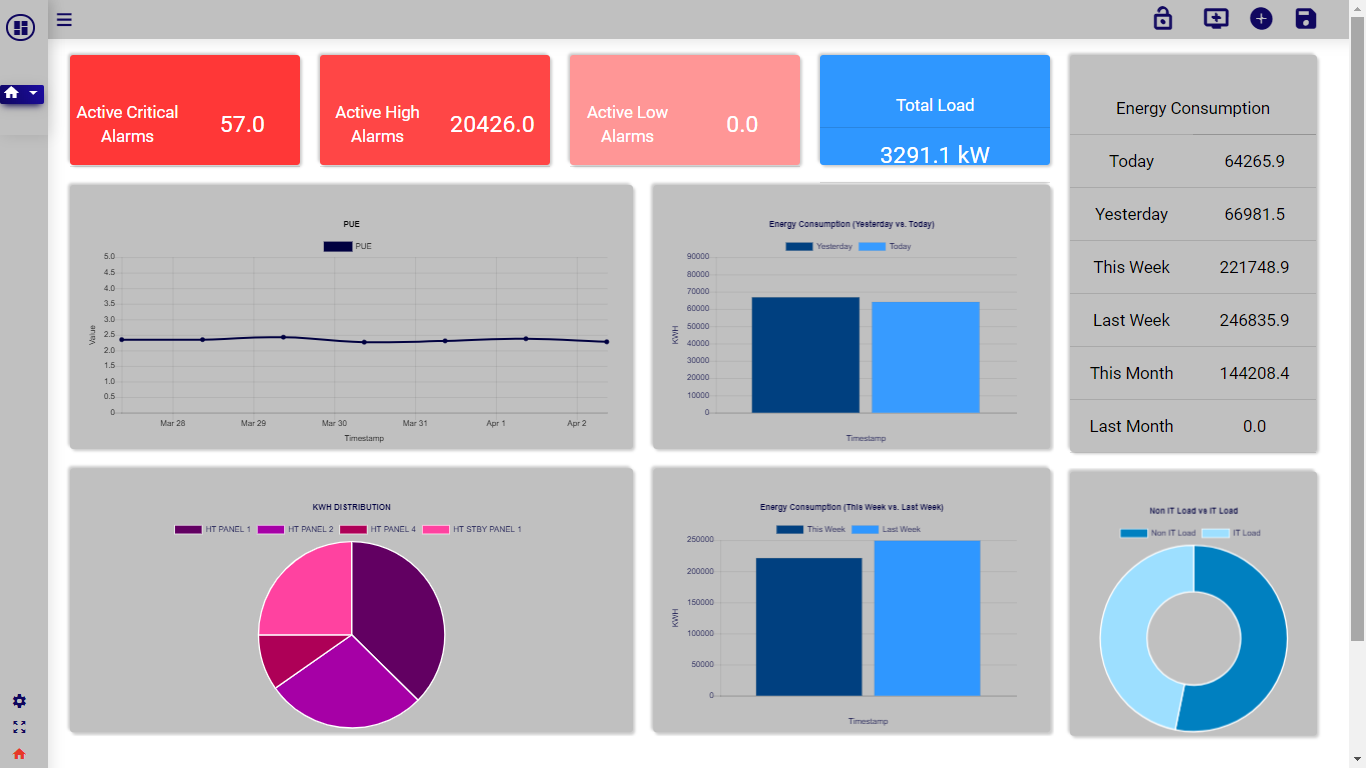 Active Critical
Alarms
57.0
Active High
Alarms
20426.0
Active Low
Alarms
0.0
Total Load
3291.1 kW
Energy Consumption
Today 64265.9
Yesterday 66981.5
This Week 221748.9
Last Week 246835.9
This Month 144208.4
Last Month 0.0
PUE
PUE
Value
5.0
4.5
4.0
3.5
3.0
2.5
2.0
1.5
1.0
0.5
0
Mar 28 Mar 29 Mar 30 Mar 31 Apr 1 Apr 2
Timestamp
Energy Consumption (Yesterday vs. Today)
Yesterday Today
KWH
90000
80000
70000
60000
50000
40000
30000
20000
10000
0
Timestamp
KWH DISTRIBUTION
HT PANEL 1 HT PANEL 2 HT PANEL 4 HT STBY PANEL 1
Energy Consumption (This Week vs. Last Week)
This Week Last Week
KWH
250000
200000
150000
100000
50000
0
Timestamp
Non IT Load vs IT Load
Non IT Load IT Load